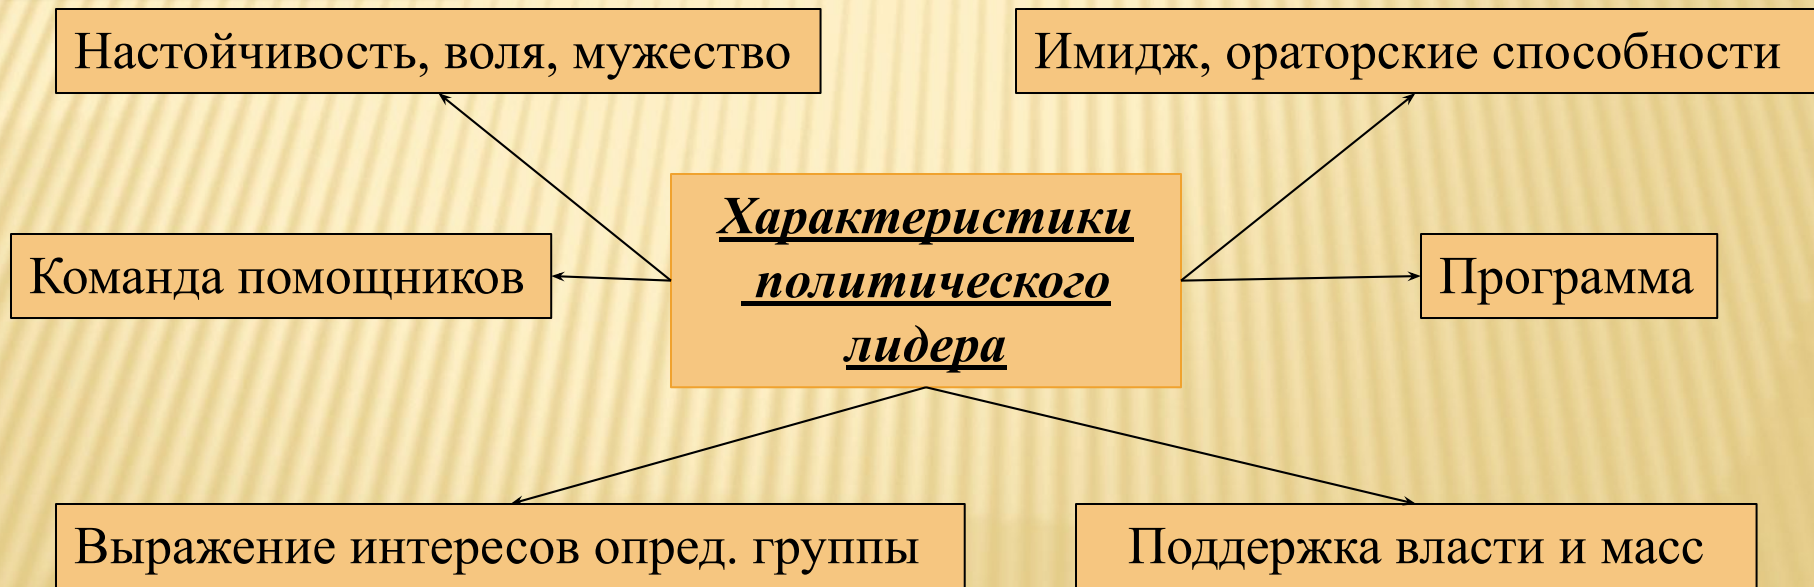 Настойчивость, воля, мужество
Имидж, ораторские способности
Характеристики
политического
лидера
Команда помощников
Программа
Выражение интересов опред. группы
Поддержка власти и масс